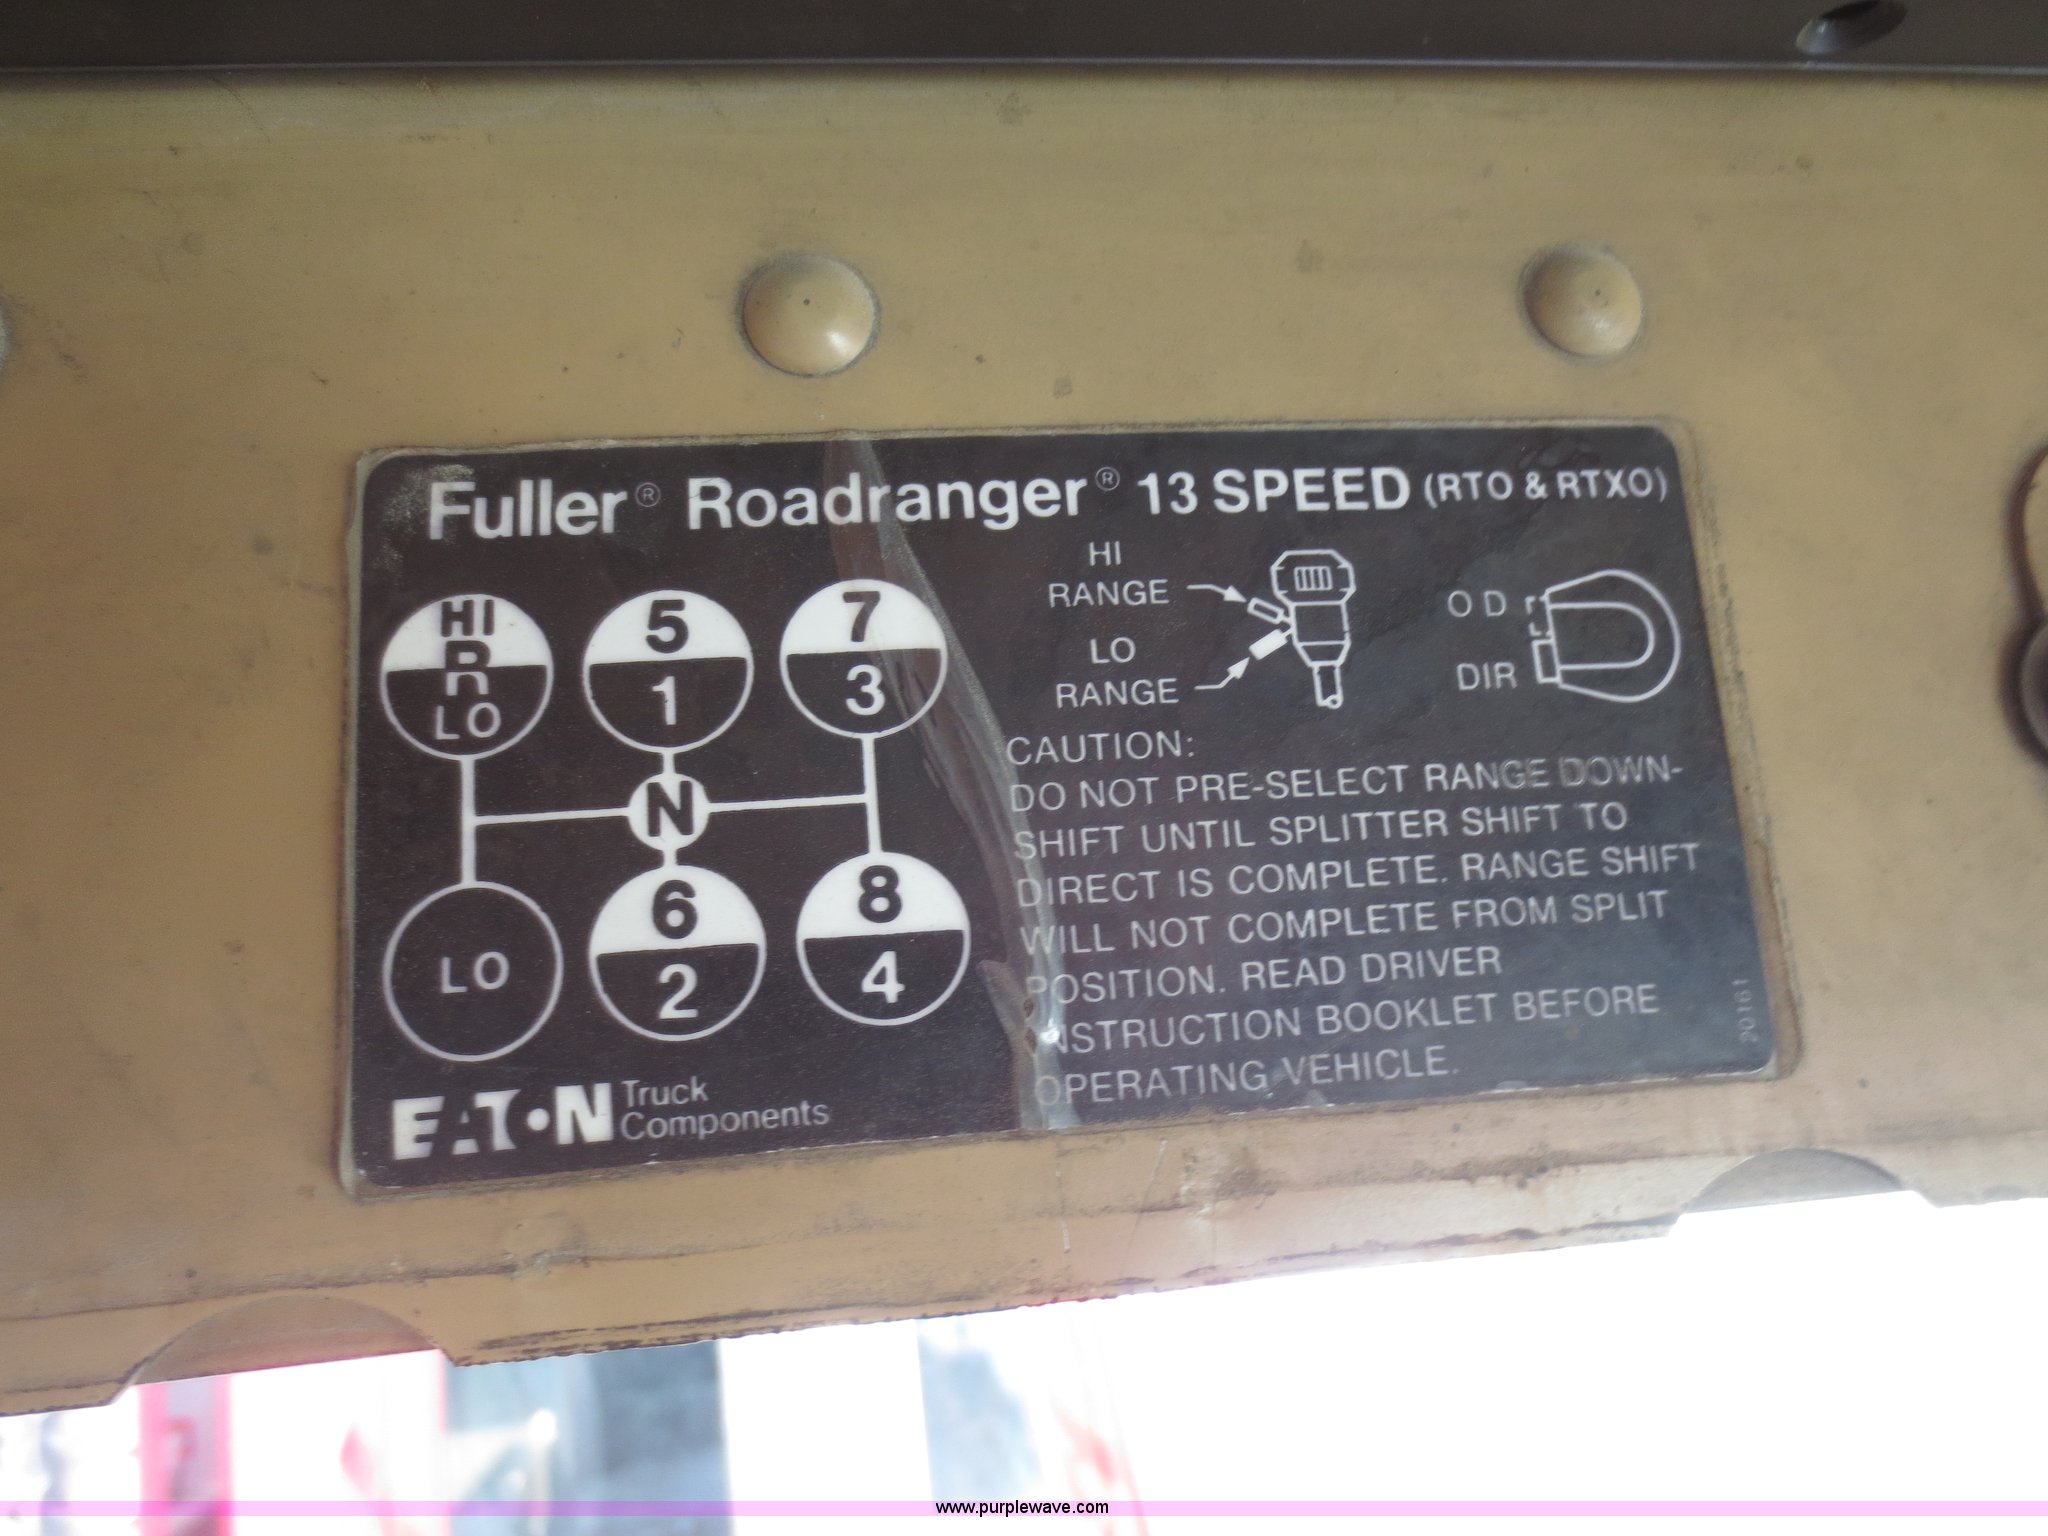 Fuller® Roadranger® 13 SPEED (RTO & RTXO)
HI
R
LO
5
1
7
3
N
LO
6
2
8
4
HI
RANGE
LO
RANGE
O D
DIR
CAUTION:
DO NOT PRE-SELECT RANGE DOWN-
SHIFT UNTIL SPLITTER SHIFT TO
DIRECT IS COMPLETE. RANGE SHIFT
WILL NOT COMPLETE FROM SPLIT
POSITION. READ DRIVER
INSTRUCTION BOOKLET BEFORE
OPERATING VEHICLE.
20161
EATON Truck
Components
www.purplewave.com